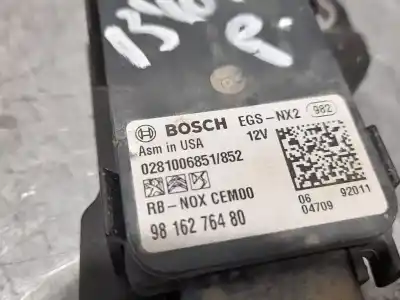 BOSCH EGS-NX2 982
Asm in USA 12V
0281006851/852
RB-NOX CEM00 06 92011
98 162 764 80 04709